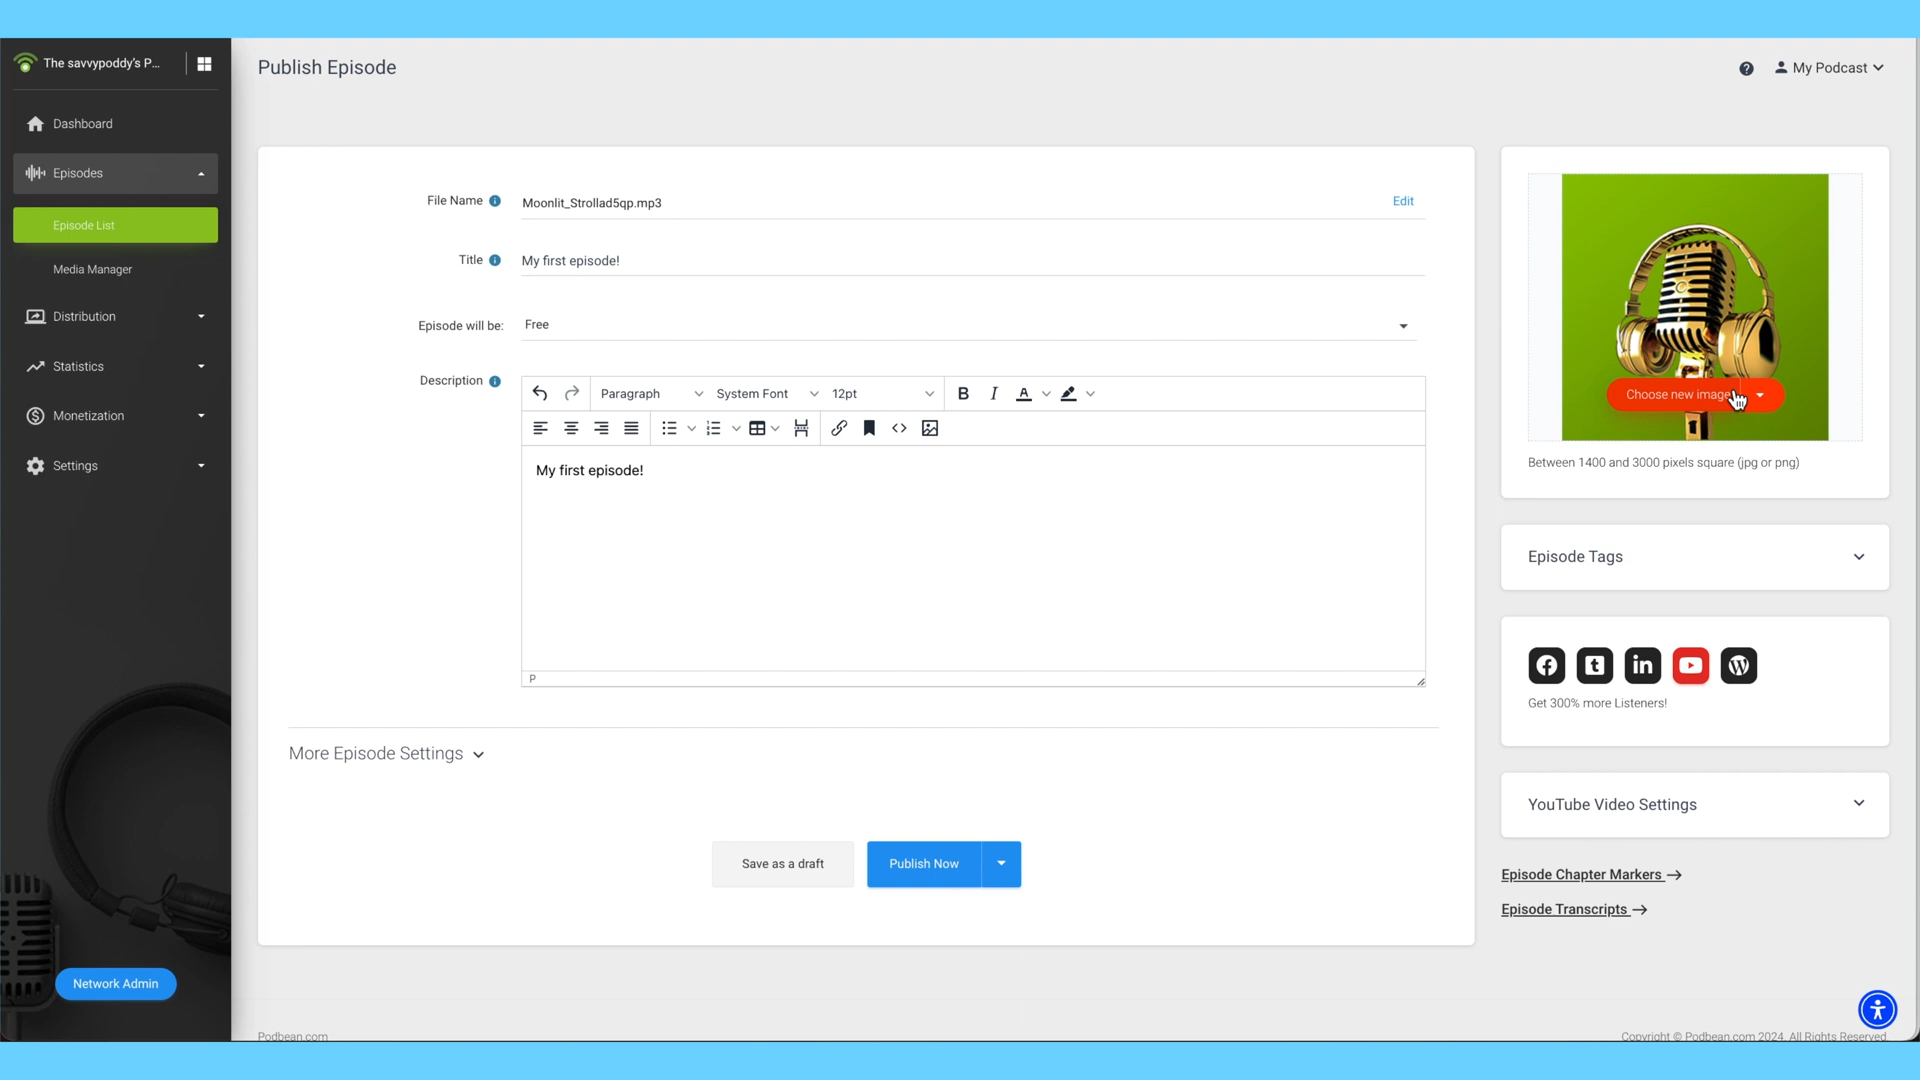 The savvypoddy's P...
Publish Episode
My Podcast
Dashboard
Episodes
Episode List
Media Manager
Distribution
Statistics
Monetization
Settings
Network Admin
File Name
Moonlit_Strollad5qp.mp3
Edit
Title
My first episode!
Episode will be:
Free
Description
Paragraph
System Font
12pt
My first episode!
P
More Episode Settings
Save as a draft
Publish Now
Choose new image
Between 1400 and 3000 pixels square (jpg or png)
Episode Tags
Get 300% more Listeners!
YouTube Video Settings
Episode Chapter Markers →
Episode Transcripts →
Podbean.com
Copyright © Podbean.com 2024. All Rights Reserved.